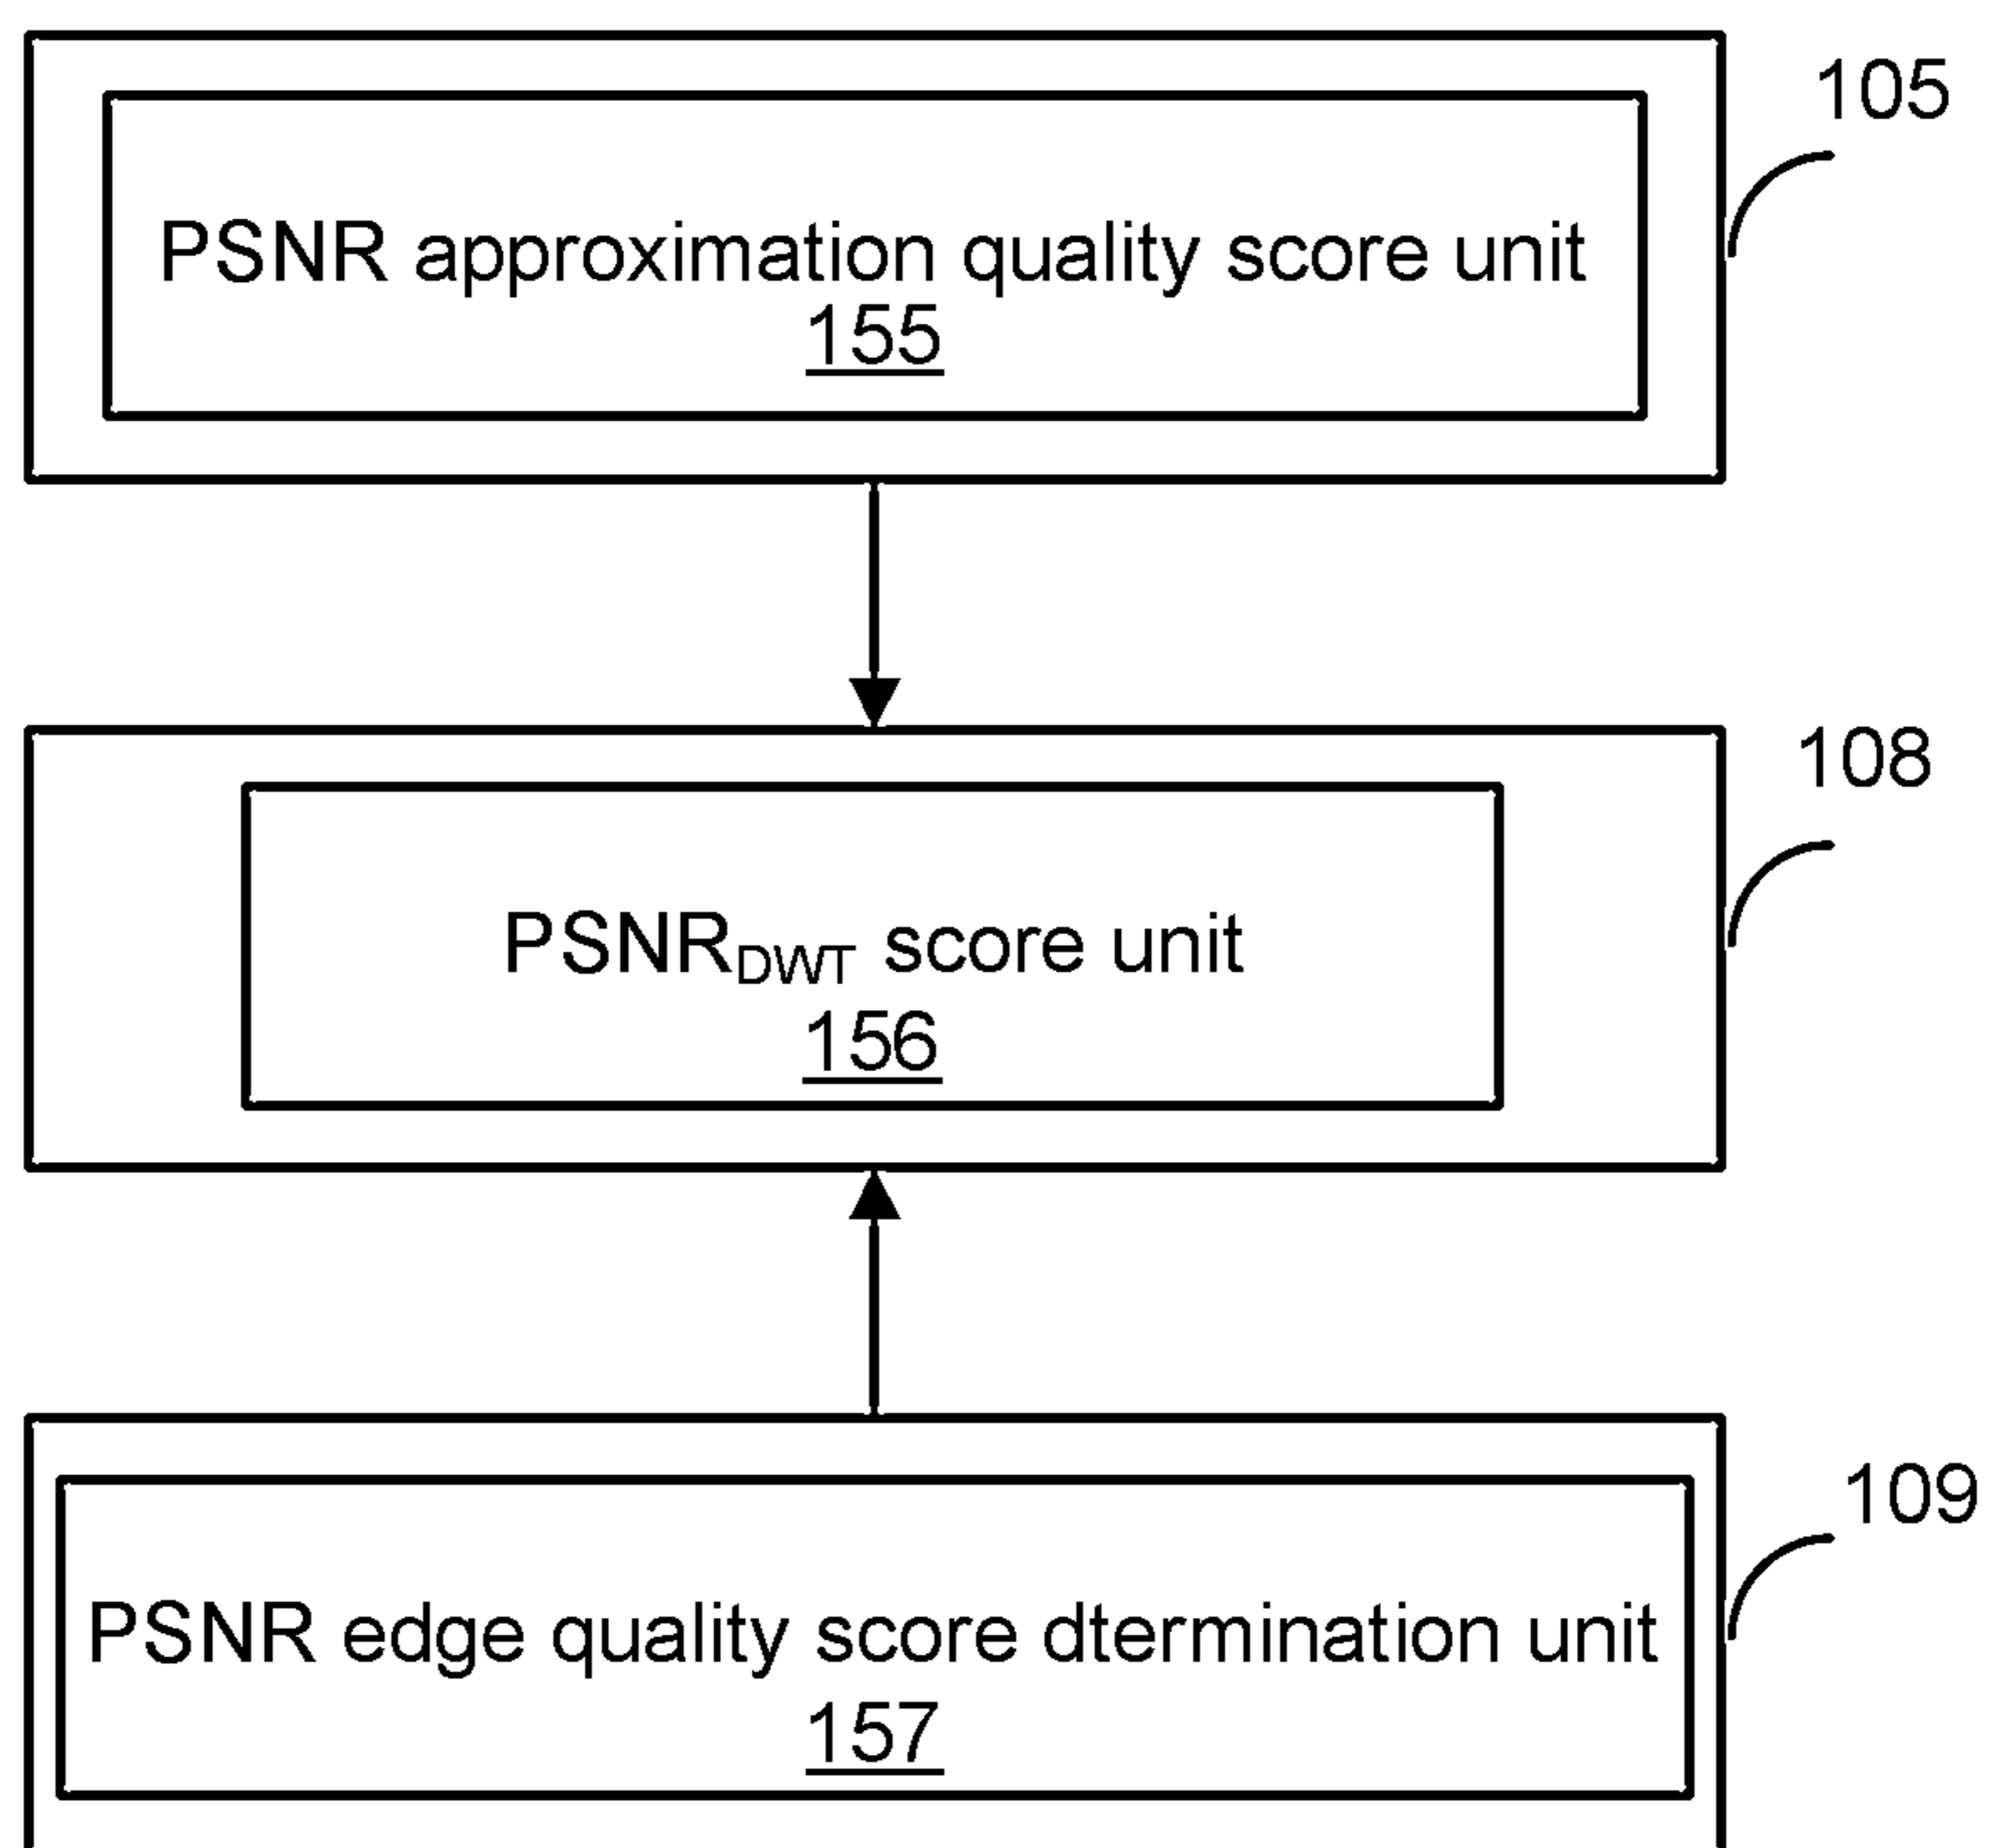 105
PSNR approximation quality score unit
155
108
PSNR_DWT score unit
156
109
PSNR edge quality score dtermination unit
157